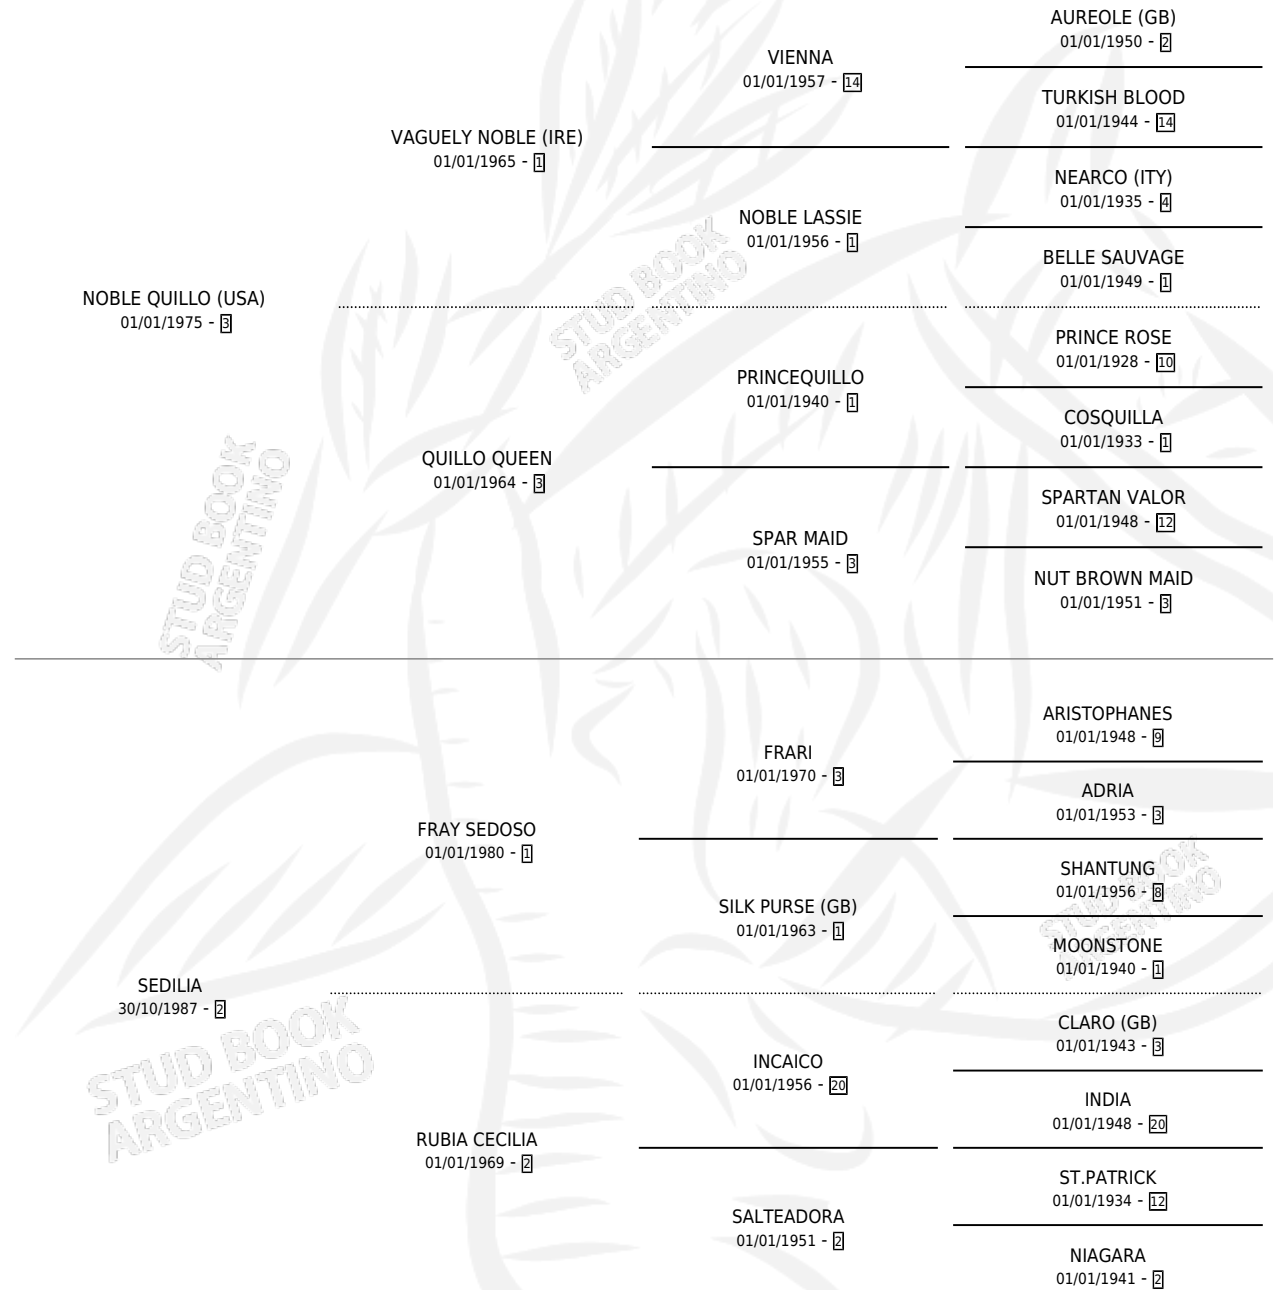 AUREOLE (GB)
01/01/1950 - 2
VIENNA
01/01/1957 - 14
TURKISH BLOOD
01/01/1944 - 14
VAGUELY NOBLE (IRE)
01/01/1965 - 1
NEARCO (ITY)
01/01/1935 - 4
NOBLE LASSIE
01/01/1956 - 1
BELLE SAUVAGE
01/01/1949 - 1
NOBLE QUILLO (USA)
01/01/1975 - 3
PRINCE ROSE
01/01/1928 - 10
PRINCEQUILLO
01/01/1940 - 1
COSQUILLA
01/01/1933 - 1
QUILLO QUEEN
01/01/1964 - 3
SPARTAN VALOR
01/01/1948 - 12
SPAR MAID
01/01/1955 - 3
NUT BROWN MAID
01/01/1951 - 3
STUD BOOK
ARGENTINO
STUD BOOK
ARGENTINO
ARISTOPHANES
01/01/1948 - 9
FRARI
01/01/1970 - 3
ADRIA
01/01/1953 - 3
FRAY SEDOSO
01/01/1980 - 1
SHANTUNG
01/01/1956 - 8
SILK PURSE (GB)
01/01/1963 - 1
MOONSTONE
01/01/1940 - 1
STUD BOOK
ARGENTINO
SEDILIA
30/10/1987 - 2
CLARO (GB)
01/01/1943 - 3
INCAICO
01/01/1956 - 20
INDIA
01/01/1948 - 20
RUBIA CECILIA
01/01/1969 - 2
ST.PATRICK
01/01/1934 - 12
SALTEADORA
01/01/1951 - 2
NIAGARA
01/01/1941 - 2
STUD BOOK
ARGENTINO